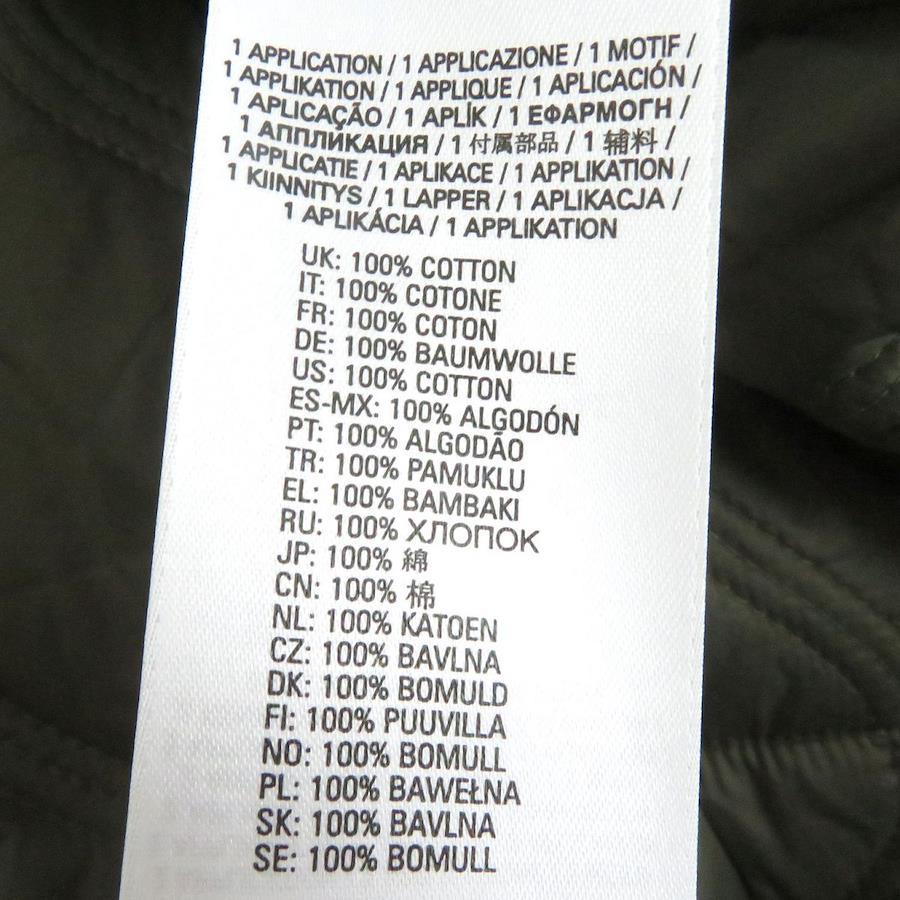 1 APPLICATION / 1 APPLICAZIONE / 1 MOTIF /
1 APPLIKATION / 1 APPLIQUE / 1 APLICACIÓN /
1 APLICAÇÃO / 1 APLİK / 1 ΕΦΑΡΜΟΓΗ /
1 АППЛИКАЦИЯ / 1 付属部品 / 1 辅料 /
1 APPLICATIE / 1 APLIKACE / 1 APPLIKATION /
1 KIINNITYS / 1 LAPPER / 1 APLIKACJA /
1 APLIKÁCIA / 1 APPLIKATION
UK: 100% COTTON
IT: 100% COTONE
FR: 100% COTON
DE: 100% BAUMWOLLE
US: 100% COTTON
ES-MX: 100% ALGODÓN
PT: 100% ALGODÃO
TR: 100% PAMUKLU
EL: 100% ΒΑΜΒΑΚΙ
RU: 100% ХЛОПОК
JP: 100% 綿
CN: 100% 棉
NL: 100% KATOEN
CZ: 100% BAVLNA
DK: 100% BOMULD
FI: 100% PUUVILLA
NO: 100% BOMULL
PL: 100% BAWEŁNA
SK: 100% BAVLNA
SE: 100% BOMULL